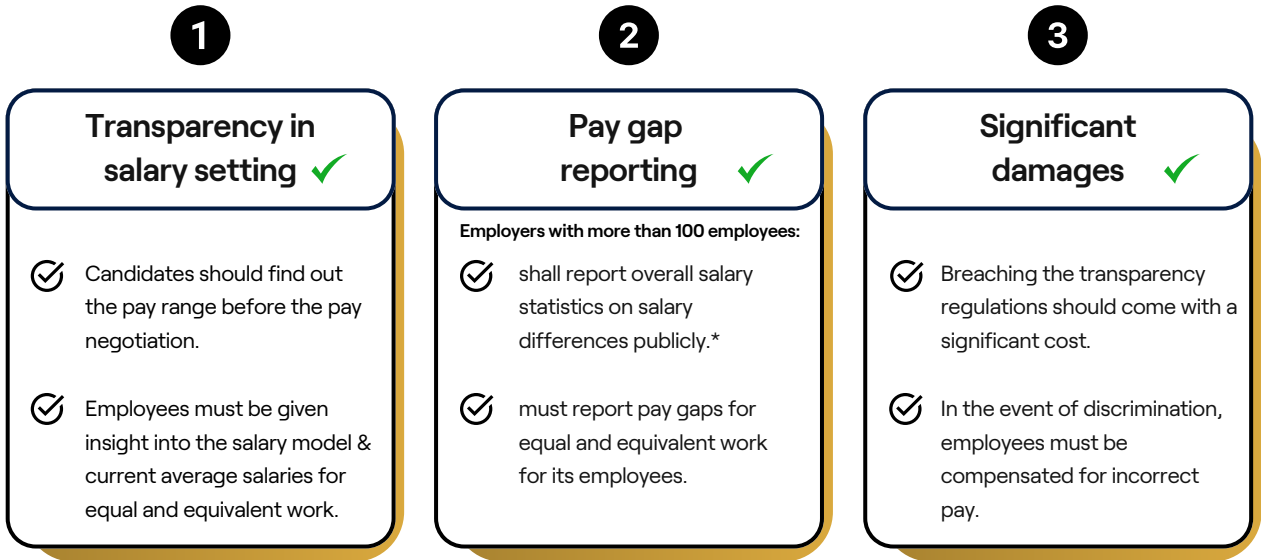 1
Transparency in
salary setting
Candidates should find out
the pay range before the pay
negotiation.
Employees must be given
insight into the salary model &
current average salaries for
equal and equivalent work.
2
Pay gap
reporting
Employers with more than 100 employees:
shall report overall salary
statistics on salary
differences publicly.*
must report pay gaps for
equal and equivalent work
for its employees.
3
Significant
damages
Breaching the transparency
regulations should come with a
significant cost.
In the event of discrimination,
employees must be
compensated for incorrect
pay.